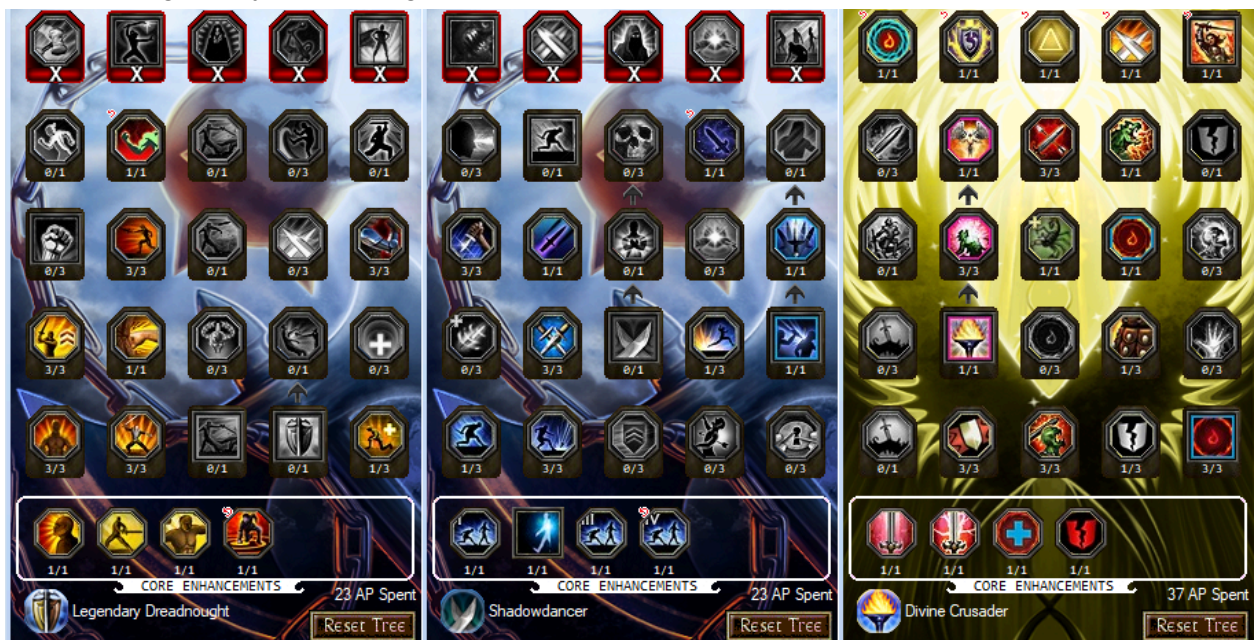 X X X X X
0/1 1/1 0/1 0/3 0/1
0/3 3/3 0/1 0/3 3/3
3/3 1/1 0/3 0/1 0/3
3/3 3/3 0/1 0/1 1/3
1/1 1/1 1/1 1/1
CORE ENHANCEMENTS
23 AP Spent
Legendary Dreadnought
Reset Tree
X X X X X
0/3 0/1 0/3 1/1 0/1
3/3 1/1 0/1 0/3 1/1
0/3 3/3 0/1 1/3 1/1
1/3 3/3 0/3 0/3 0/3
I III IV
1/1 1/1 1/1 1/1
CORE ENHANCEMENTS
23 AP Spent
Shadowdancer
Reset Tree
1/1 1/1 1/1 1/1 1/1
0/3 1/1 3/3 1/1 0/1
0/1 3/3 1/1 1/1 0/3
0/1 1/1 0/3 1/3 0/3
0/1 3/3 3/3 1/3 3/3
1/1 1/1 1/1 1/1
CORE ENHANCEMENTS
37 AP Spent
Divine Crusader
Reset Tree